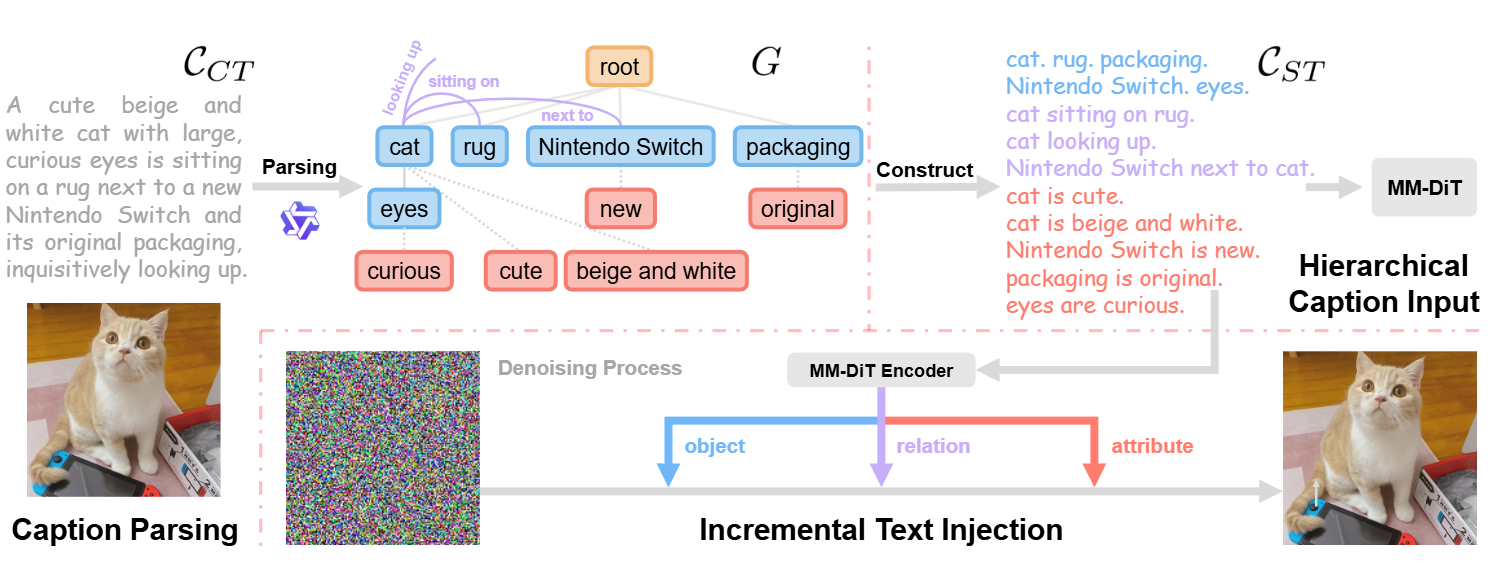 C_CT
A cute beige and
white cat with large,
curious eyes is sitting
on a rug next to a new
Nintendo Switch and
its original packaging,
inquisitively looking up.
Parsing
Caption Parsing
G
root
looking up
sitting on
next to
cat
rug
Nintendo Switch
packaging
eyes
new
original
curious
cute
beige and white
Construct
C_ST
cat. rug. packaging.
Nintendo Switch. eyes.
cat sitting on rug.
cat looking up.
Nintendo Switch next to cat.
cat is cute.
cat is beige and white.
Nintendo Switch is new.
packaging is original.
eyes are curious.
MM-DiT
Hierarchical
Caption Input
Denoising Process
MM-DiT Encoder
object
relation
attribute
Incremental Text Injection